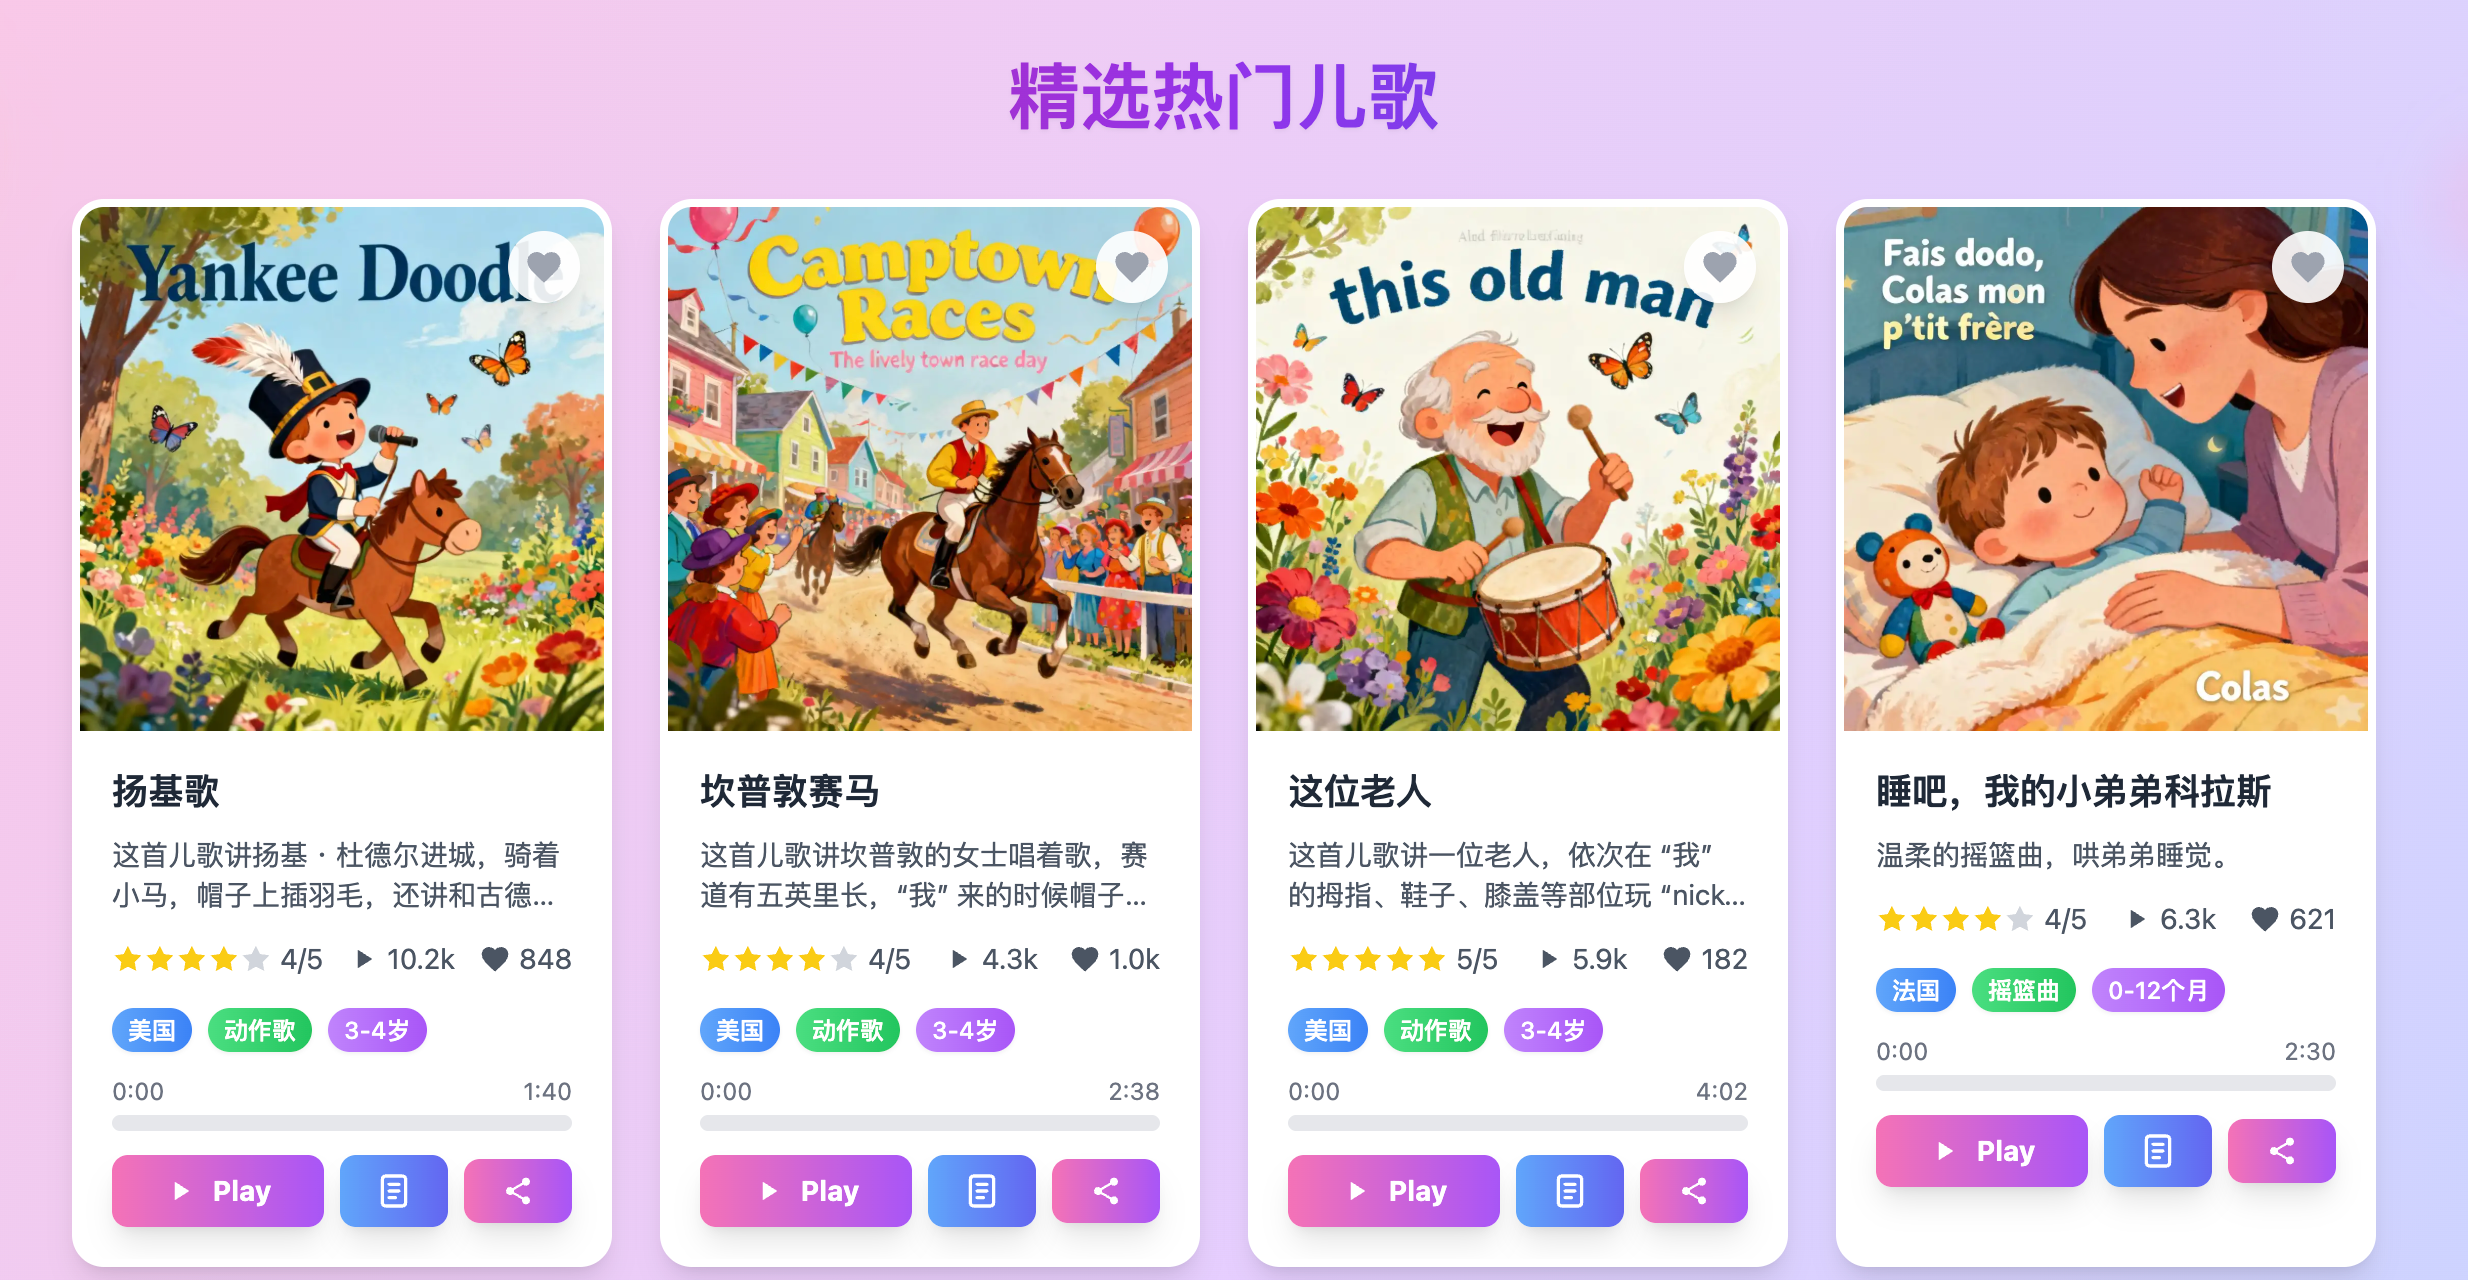 精选热门儿歌
Yankee Doodle
扬基歌
这首儿歌讲扬基·杜德尔进城，骑着
小马，帽子上插羽毛，还讲和古德...
4/5 10.2k 848
美国 动作歌 3-4岁
0:00 1:40
Play
Camptown
Races
The lively town race day
坎普敦赛马
这首儿歌讲坎普敦的女士唱着歌，赛
道有五英里长，“我” 来的时候帽子...
4/5 4.3k 1.0k
美国 动作歌 3-4岁
0:00 2:38
Play
this old man
这位老人
这首儿歌讲一位老人，依次在 “我”
的拇指、鞋子、膝盖等部位玩 “nick...
5/5 5.9k 182
美国 动作歌 3-4岁
0:00 4:02
Play
Fais dodo,
Colas mon
p'tit frère
Colas
睡吧，我的小弟弟科拉斯
温柔的摇篮曲，哄弟弟睡觉。
4/5 6.3k 621
法国 摇篮曲 0-12个月
0:00 2:30
Play